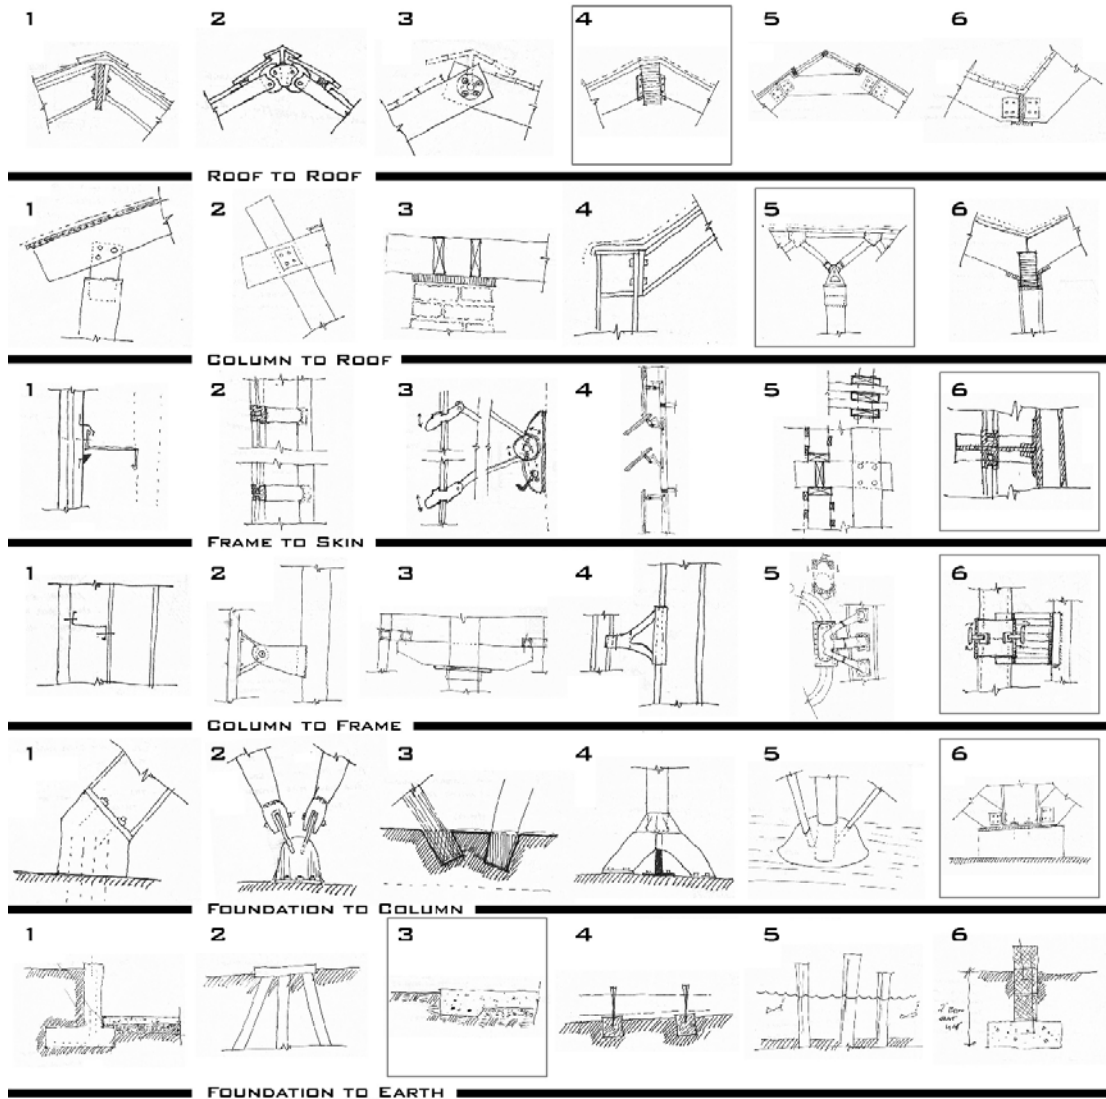 1 2 3 4 5 6
ROOF TO ROOF
1 2 3 4 5 6
COLUMN TO ROOF
1 2 3 4 5 6
FRAME TO SKIN
1 2 3 4 5 6
COLUMN TO FRAME
1 2 3 4 5 6
FOUNDATION TO COLUMN
1 2 3 4 5 6
FOUNDATION TO EARTH